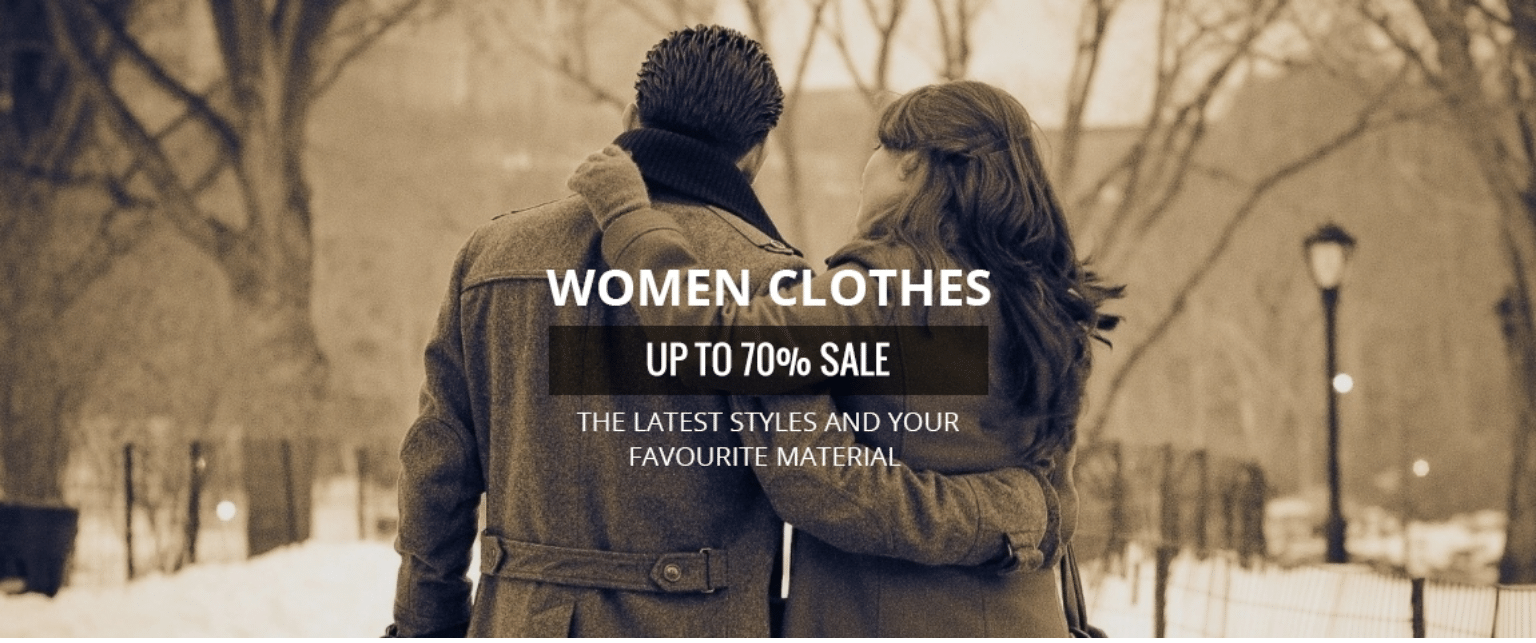 WOMEN CLOTHES
UP TO 70% SALE
THE LATEST STYLES AND YOUR
FAVOURITE MATERIAL